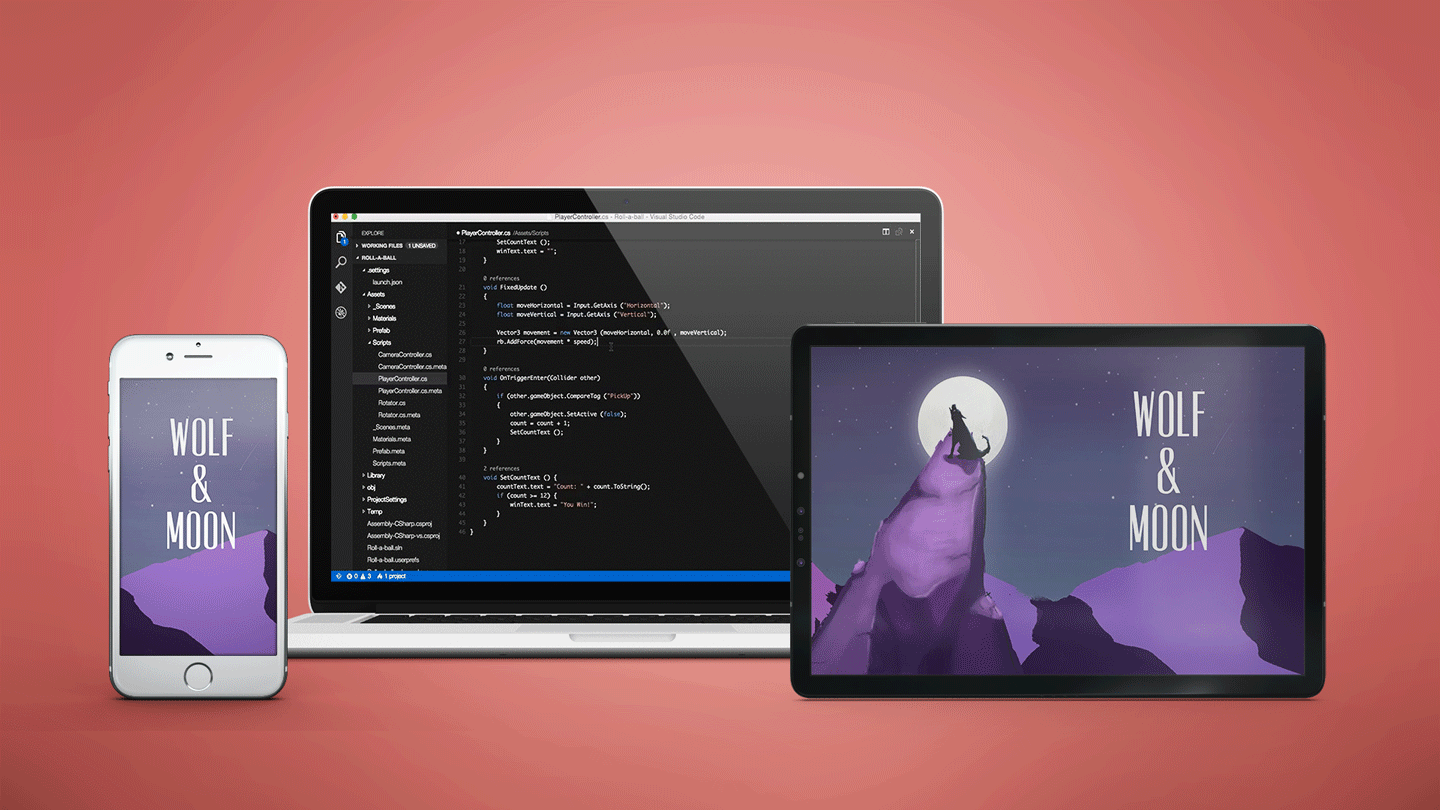 WOLF
&
MOON
PlayerController.cs - Roll-a-ball - Visual Studio Code
EXPLORE
WORKING FILES 1 UNSAVED
ROLL-A-BALL
.settings
launch.json
Assets
_Scenes
Materials
Prefab
Scripts
CameraController.cs
CameraController.cs.meta
PlayerController.cs
PlayerController.cs.meta
Rotator.cs
Rotator.cs.meta
_Scenes.meta
Materials.meta
Prefab.meta
Scripts.meta
Library
obj
ProjectSettings
Temp
Assembly-CSharp.csproj
Assembly-CSharp-vs.csproj
Roll-a-ball.sln
Roll-a-ball.userprefs
PlayerController.cs /Assets/Scripts
17 SetCountText ();
18 winText.text = "";
19 }
20
0 references
21 void FixedUpdate ()
22 {
23 float moveHorizontal = Input.GetAxis ("Horizontal");
24 float moveVertical = Input.GetAxis ("Vertical");
25
26 Vector3 movement = new Vector3 (moveHorizontal, 0.0f , moveVertical);
27 rb.AddForce(movement * speed);
28 }
29
0 references
30 void OnTriggerEnter(Collider other)
31 {
32 if (other.gameObject.CompareTag ("PickUp"))
33 {
34 other.gameObject.SetActive (false);
35 count = count + 1;
36 SetCountText ();
37 }
38 }
39
2 references
40 void SetCountText () {
41 countText.text = "Count: " + count.ToString();
42 if (count >= 12) {
43 winText.text = "You Win!";
44 }
45 }
46 }
0 3 1 project
WOLF
&
MOON